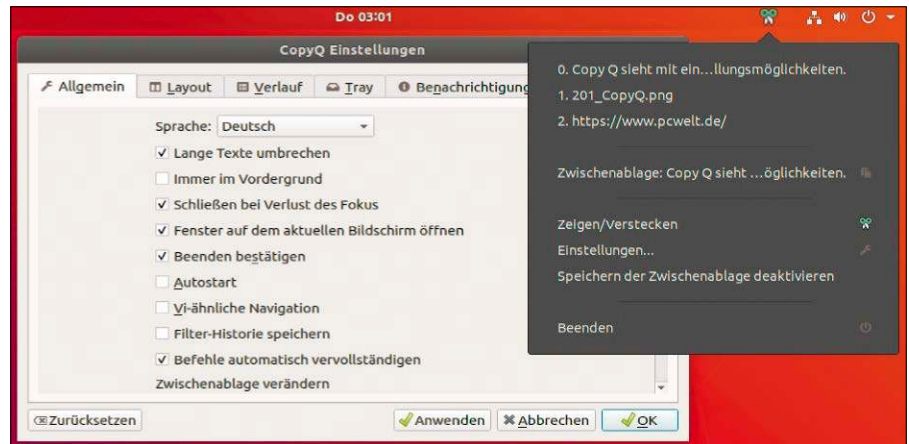 Do 03:01
CopyQ Einstellungen
Allgemein
Layout
Verlauf
Tray
Benachrichtigung
Sprache: Deutsch
Lange Texte umbrechen
Immer im Vordergrund
Schließen bei Verlust des Fokus
Fenster auf dem aktuellen Bildschirm öffnen
Beenden bestätigen
Autostart
Vi-ähnliche Navigation
Filter-Historie speichern
Befehle automatisch vervollständigen
Zwischenablage verändern
Zurücksetzen
Anwenden
Abbrechen
OK
0. Copy Q sieht mit ein...llungsmöglichkeiten.
1. 201_CopyQ.png
2. https://www.pcwelt.de/
Zwischenablage: Copy Q sieht ...öglichkeiten.
Zeigen/Verstecken
Einstellungen...
Speichern der Zwischenablage deaktivieren
Beenden